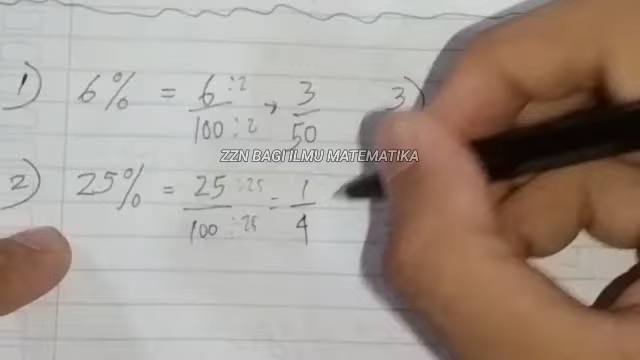 1) 6% = 6 :2 / 100 :2 → 3 / 50
3)
ZZN BAGI ILMU MATEMATIKA
2) 25% = 25 :25 / 100 :25 = 1 / 4